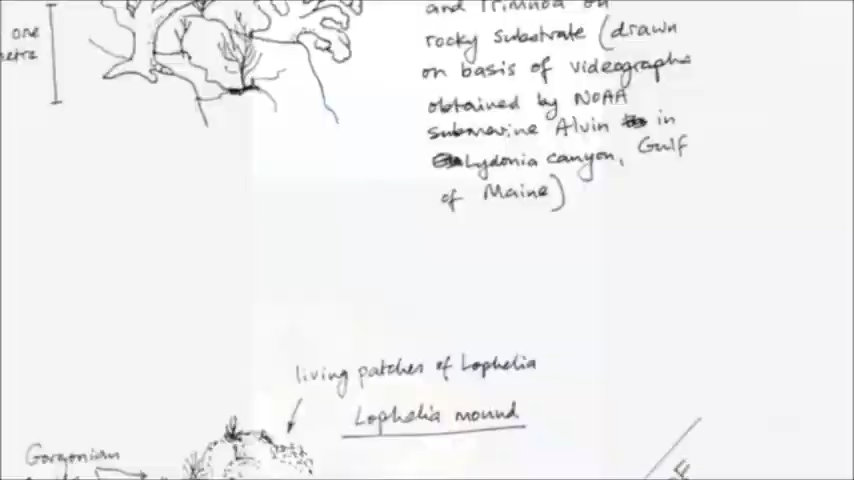 one
metre
and Primnoa on
rocky substrate (drawn
on basis of videographs
obtained by NOAA
submarine Alvin in
Lydonia canyon, Gulf
of Maine)
living patches of Lophelia
Lophelia mound
Gorgonian